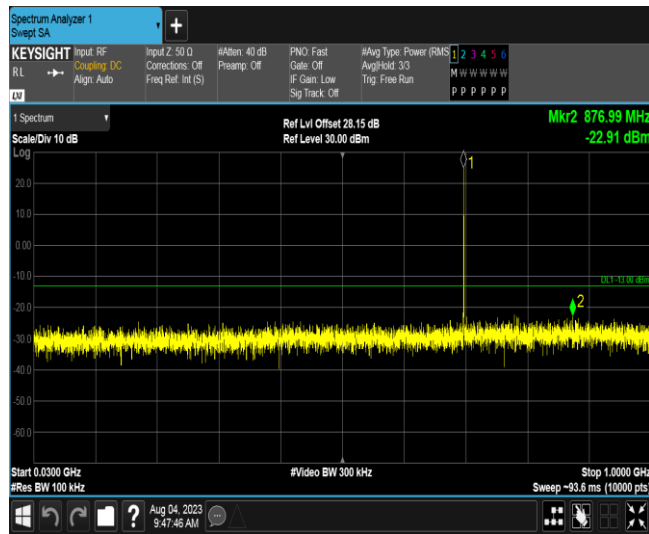 Spectrum Analyzer 1
Swept SA
+
KEYSIGHT
RL
LXI
Input: RF
Coupling: DC
Align: Auto
Input Z: 50 Ω
Corrections: Off
Freq Ref: Int (S)
#Atten: 40 dB
Preamp: Off
PNO: Fast
Gate: Off
IF Gain: Low
Sig Track: Off
#Avg Type: Power (RMS
Avg|Hold: 3/3
Trig: Free Run
1 2 3 4 5 6
M W W W W W
P P P P P P
1 Spectrum
Scale/Div 10 dB
Log
Ref Lvl Offset 28.15 dB
Ref Level 30.00 dBm
Mkr2 876.99 MHz
-22.91 dBm
1
20.0
10.0
0.00
-10.0
DL1 -13.00 dBm
2
-20.0
-30.0
-40.0
-50.0
-60.0
Start 0.0300 GHz
#Res BW 100 kHz
#Video BW 300 kHz
Stop 1.0000 GHz
Sweep ~93.6 ms (10000 pts)
?
Aug 04, 2023
9:47:46 AM